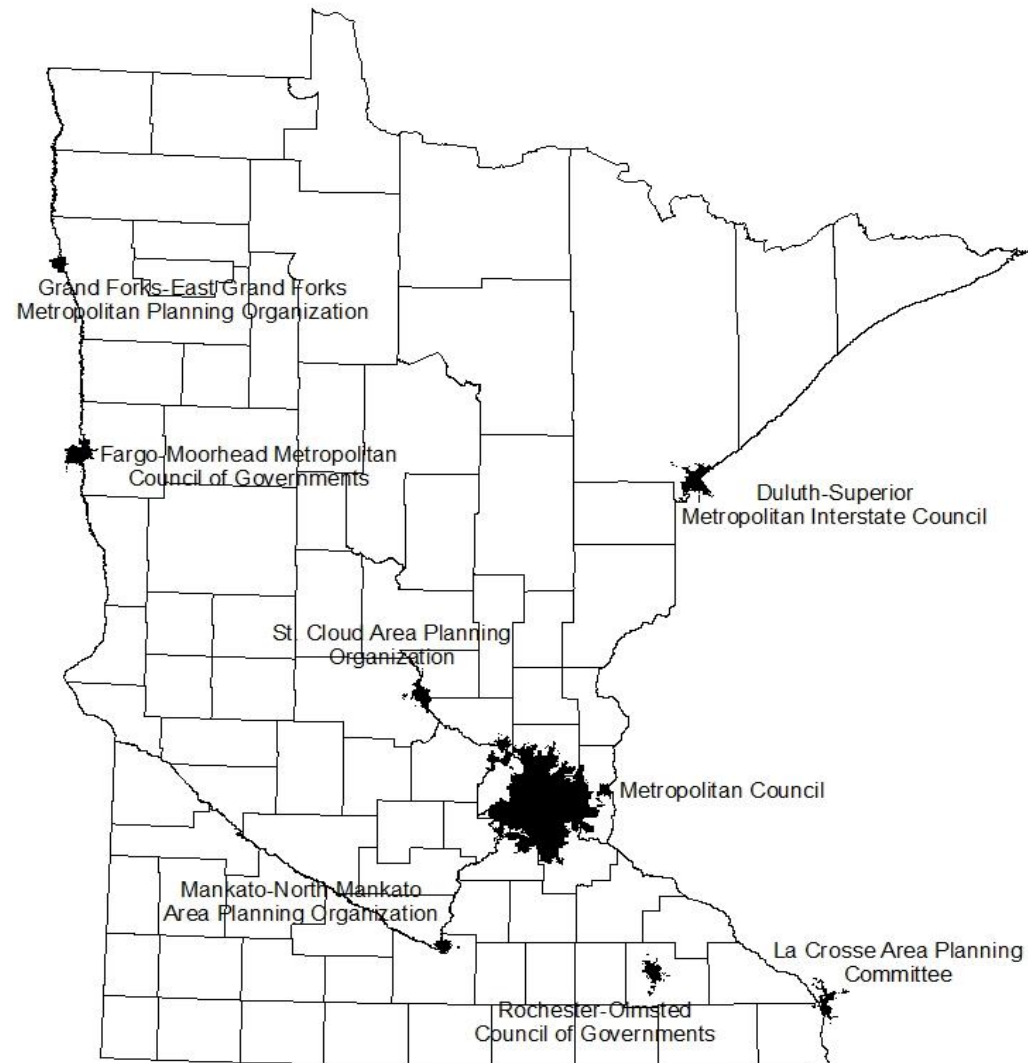 Grand Forks-East Grand Forks
Metropolitan Planning Organization
Fargo-Moorhead Metropolitan
Council of Governments
Duluth-Superior
Metropolitan Interstate Council
St. Cloud Area Planning
Organization
Metropolitan Council
Mankato-North Mankato
Area Planning Organization
La Crosse Area Planning
Committee
Rochester-Olmsted
Council of Governments